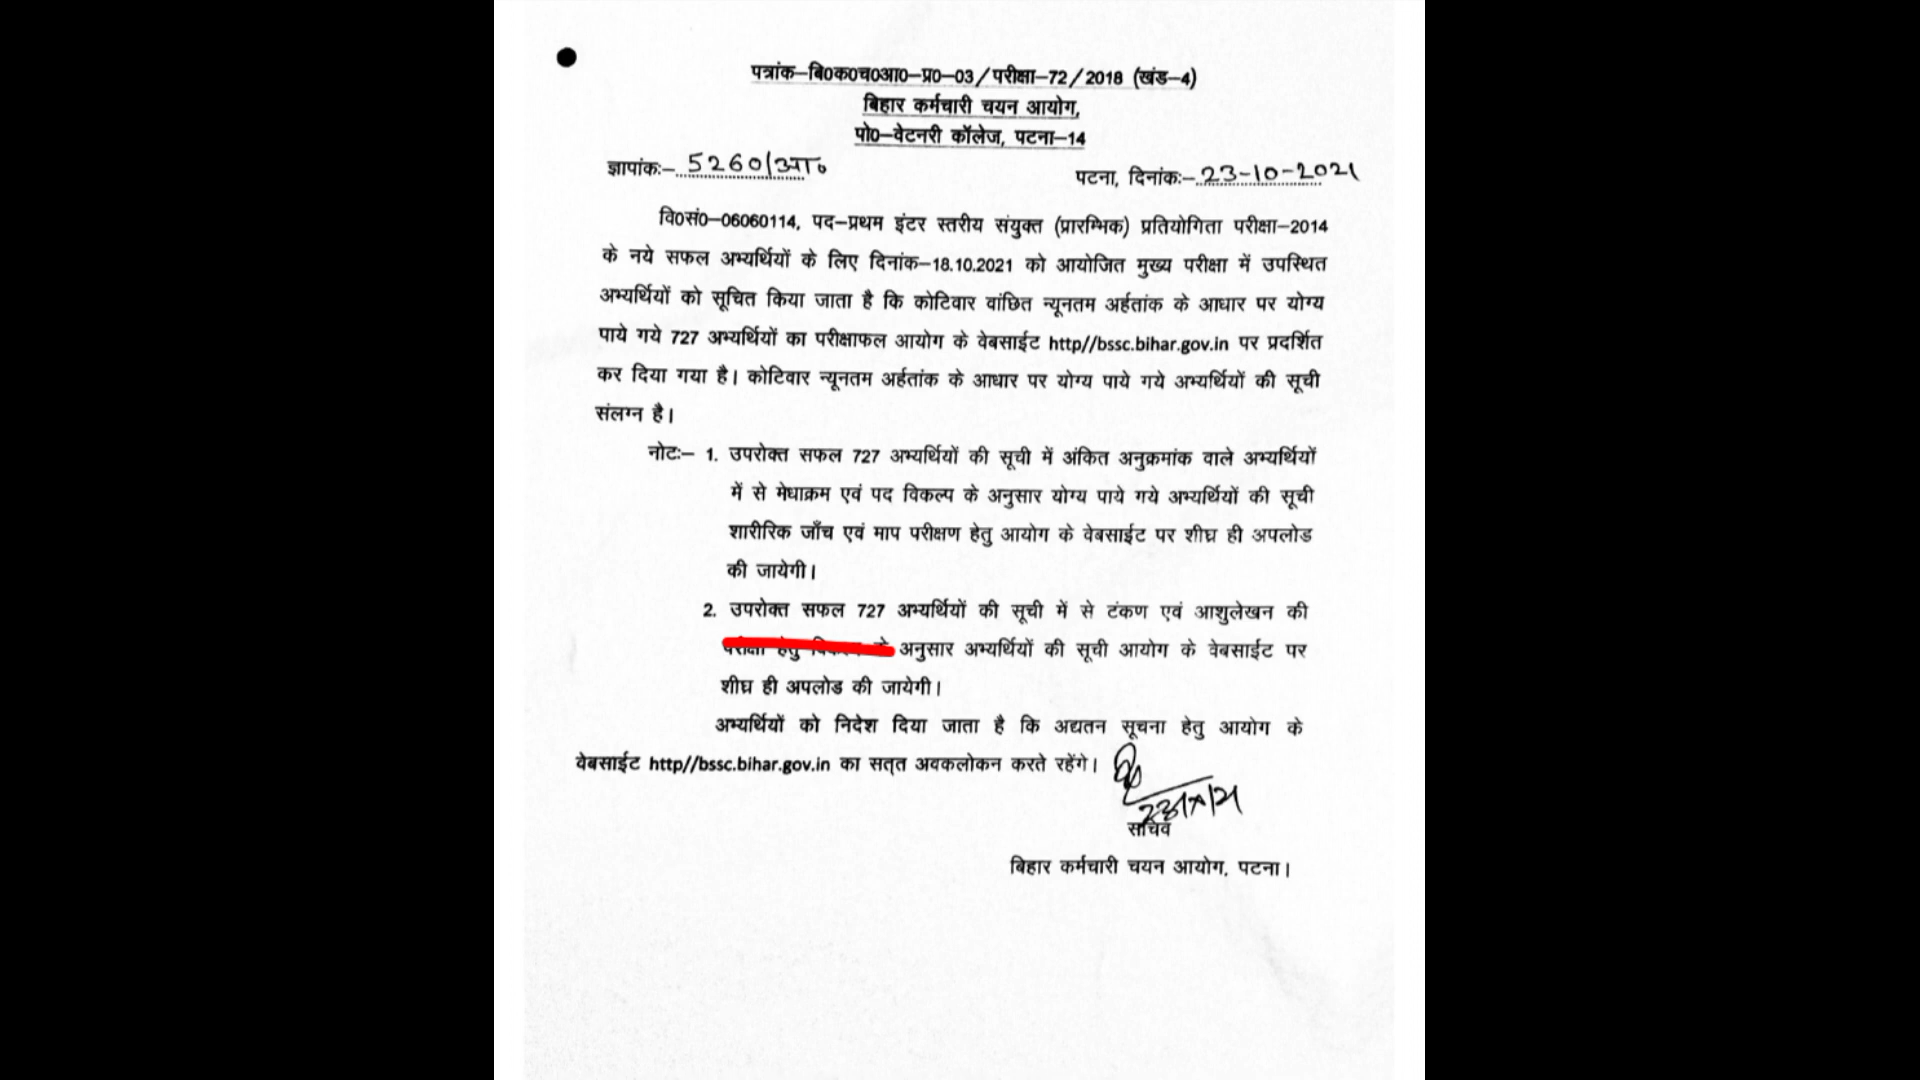 पत्रांक–बि0क0च0आ0–प्र0–03/परीक्षा–72/2018 (खंड–4)
बिहार कर्मचारी चयन आयोग,
पो0–वेटनरी कॉलेज, पटना–14
ज्ञापांकः–5260/आ०
पटना, दिनांकः–23-10-2021
वि0सं0–06060114, पद–प्रथम इंटर स्तरीय संयुक्त (प्रारम्भिक) प्रतियोगिता परीक्षा–2014
के नये सफल अभ्यर्थियों के लिए दिनांक–18.10.2021 को आयोजित मुख्य परीक्षा में उपस्थित
अभ्यर्थियों को सूचित किया जाता है कि कोटिवार वांछित न्यूनतम अर्हतांक के आधार पर योग्य
पाये गये 727 अभ्यर्थियों का परीक्षाफल आयोग के वेबसाईट http//bssc.bihar.gov.in पर प्रदर्शित
कर दिया गया है। कोटिवार न्यूनतम अर्हतांक के आधार पर योग्य पाये गये अभ्यर्थियों की सूची
संलग्न है।
नोटः– 1. उपरोक्त सफल 727 अभ्यर्थियों की सूची में अंकित अनुक्रमांक वाले अभ्यर्थियों
में से मेधाक्रम एवं पद विकल्प के अनुसार योग्य पाये गये अभ्यर्थियों की सूची
शारीरिक जाँच एवं माप परीक्षण हेतु आयोग के वेबसाईट पर शीघ्र ही अपलोड
की जायेगी।
2. उपरोक्त सफल 727 अभ्यर्थियों की सूची में से टंकण एवं आशुलेखन की
परीक्षा हेतु विकल्प के अनुसार अभ्यर्थियों की सूची आयोग के वेबसाईट पर
शीघ्र ही अपलोड की जायेगी।
अभ्यर्थियों को निदेश दिया जाता है कि अद्यतन सूचना हेतु आयोग के
वेबसाईट http//bssc.bihar.gov.in का सतृत अवकलोकन करते रहेंगे।
सचिव
बिहार कर्मचारी चयन आयोग, पटना।